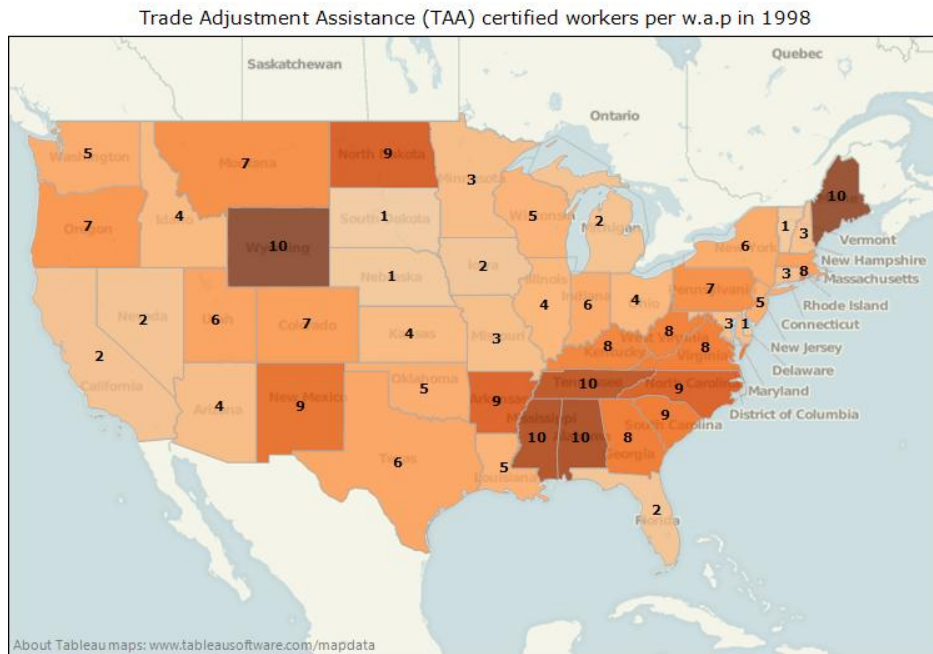 Trade Adjustment Assistance (TAA) certified workers per w.a.p in 1998
Quebec
Saskatchewan
Ontario
5
Washington
7
Montana
9
North Dakota
3
Minnesota
10
7
Oregon
4
Idaho
10
Wyoming
1
South Dakota
5
Wisconsin
2
Michigan
1
3
6
New York
Vermont
New Hampshire
3
8
Massachusetts
Rhode Island
Connecticut
New Jersey
Delaware
Maryland
District of Columbia
2
Nevada
6
Utah
7
Colorado
1
Nebraska
2
Iowa
4
Illinois
6
Indiana
4
Ohio
7
Pennsylvania
5
3
1
2
California
4
Kansas
3
Missouri
8
Kentucky
8
West Virginia
8
Virginia
4
Arizona
9
New Mexico
5
Oklahoma
9
Arkansas
10
Tennessee
9
North Carolina
9
South Carolina
10
Mississippi
10
8
Georgia
6
Texas
5
Louisiana
2
Florida
About Tableau maps: www.tableausoftware.com/mapdata